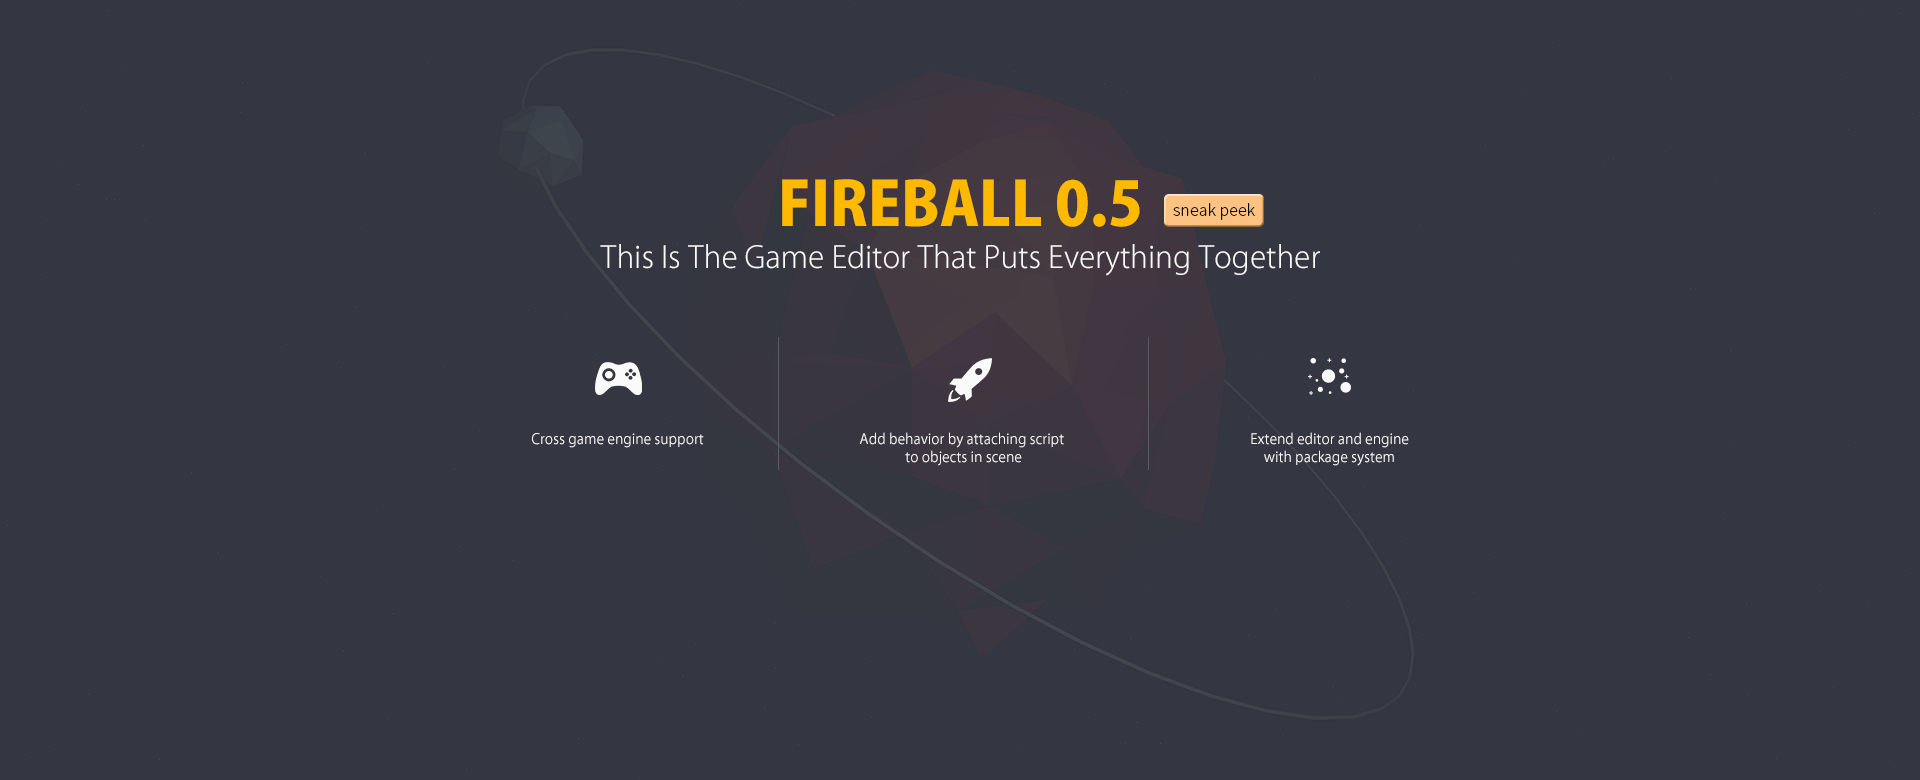 FIREBALL 0.5 sneak peek
This Is The Game Editor That Puts Everything Together
Cross game engine support
Add behavior by attaching script
to objects in scene
Extend editor and engine
with package system